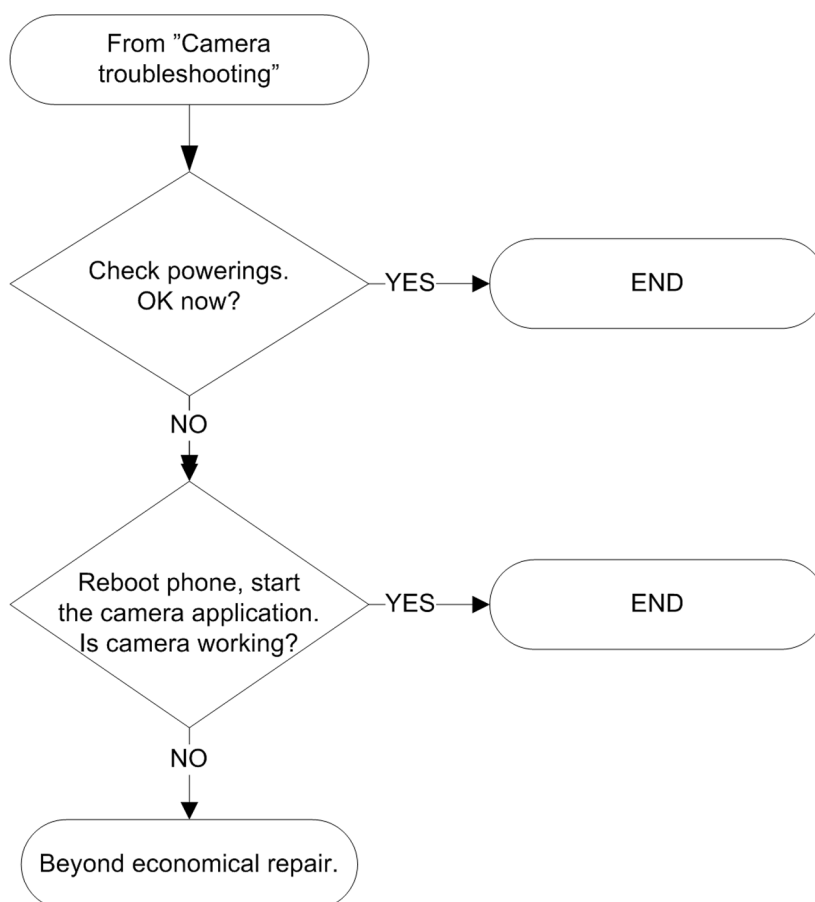 From ”Camera
troubleshooting”
Check powerings.
OK now?
YES
END
NO
Reboot phone, start
the camera application.
Is camera working?
YES
END
NO
Beyond economical repair.